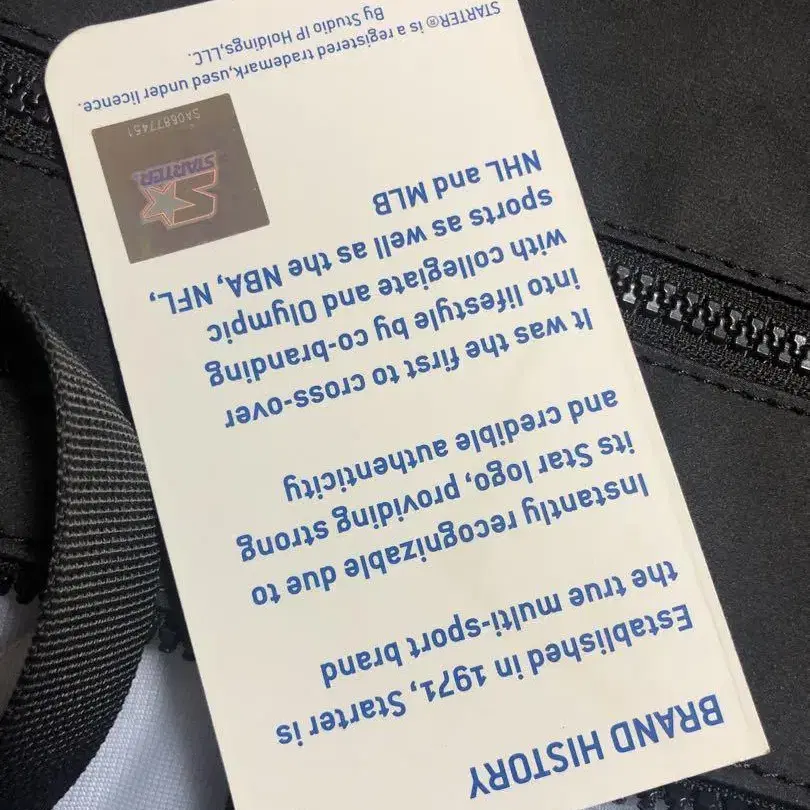 BRAND HISTORY
Established in 1971, Starter is
the true multi-sport brand
Instantly recognizable due to
its Star logo, providing strong
and credible authenticity
It was the first to cross-over
into lifestyle by co-branding
with collegiate and Olympic
sports as well as the NBA, NFL,
NHL and MLB
STARTER
SA06877451
STARTER® is a registered trademark,used under licence.
By Studio IP Holdings,LLC.